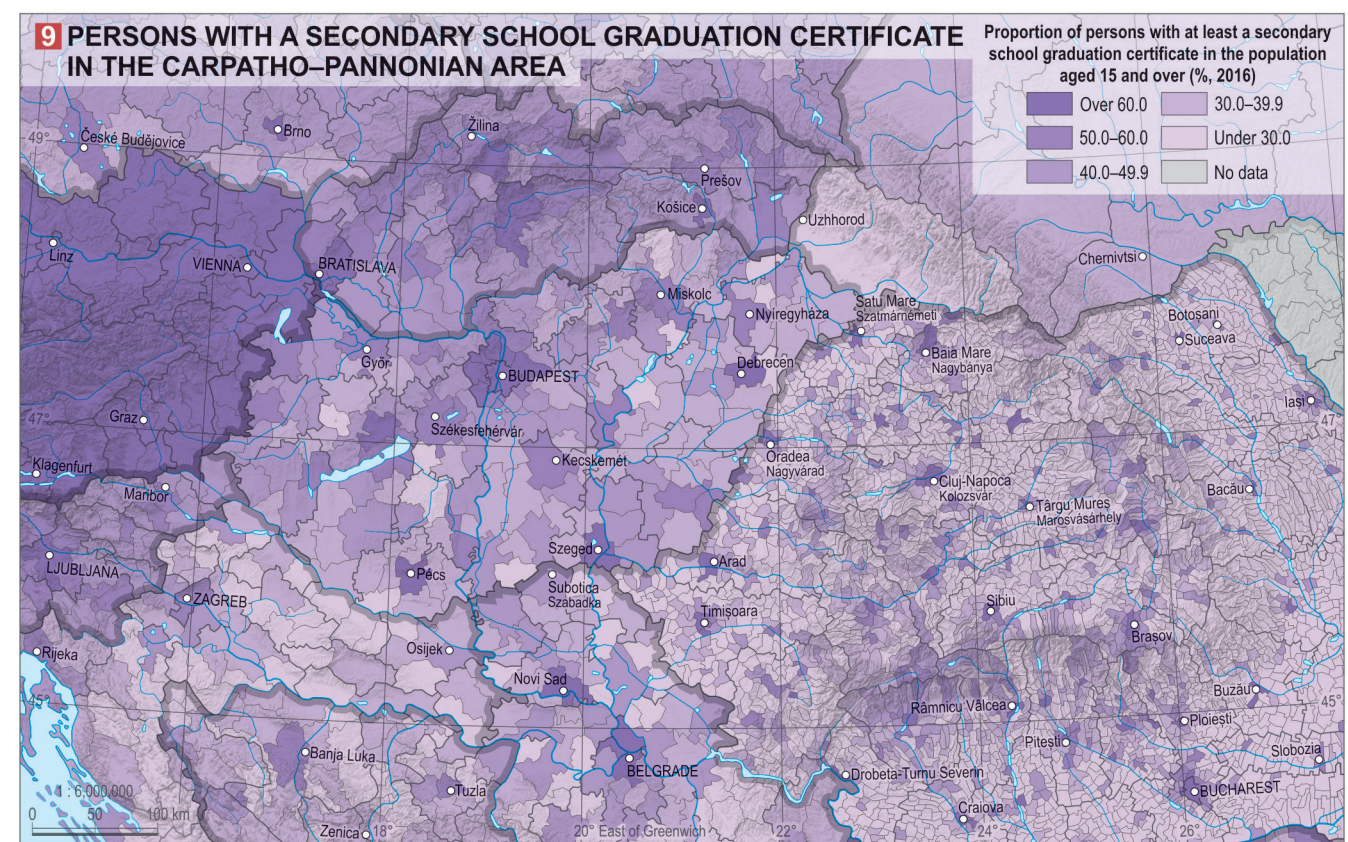 9 PERSONS WITH A SECONDARY SCHOOL GRADUATION CERTIFICATE
IN THE CARPATHO–PANNONIAN AREA
Proportion of persons with at least a secondary
school graduation certificate in the population
aged 15 and over (%, 2016)
Over 60.0
30.0–39.9
50.0–60.0
Under 30.0
40.0–49.9
No data
49°
České Budějovice
Brno
Žilina
Prešov
Košice
Uzhhorod
Linz
VIENNA
BRATISLAVA
Chernivtsi
Miskolc
Nyíregyháza
Satu Mare
Szatmárnémeti
Botoșani
Suceava
Győr
BUDAPEST
Debrecen
Baia Mare
Nagybánya
Iași
47°
Graz
Székesfehérvár
47°
Klagenfurt
Maribor
Kecskemét
Oradea
Nagyvárad
Cluj-Napoca
Kolozsvár
Târgu Mureș
Marosvásárhely
Bacău
LJUBLJANA
Szeged
Arad
Pécs
Subotica
Szabadka
ZAGREB
Timișoara
Sibiu
Brașov
Rijeka
Osijek
Novi Sad
45°
Râmnicu Vâlcea
Buzău
45°
Ploiești
Pitești
Slobozia
Banja Luka
BELGRADE
Drobeta-Turnu Severin
Tuzla
BUCHAREST
1 : 6,000,000
0 50 100 km
Craiova
Zenica
18°
20° East of Greenwich
22°
24°
26°